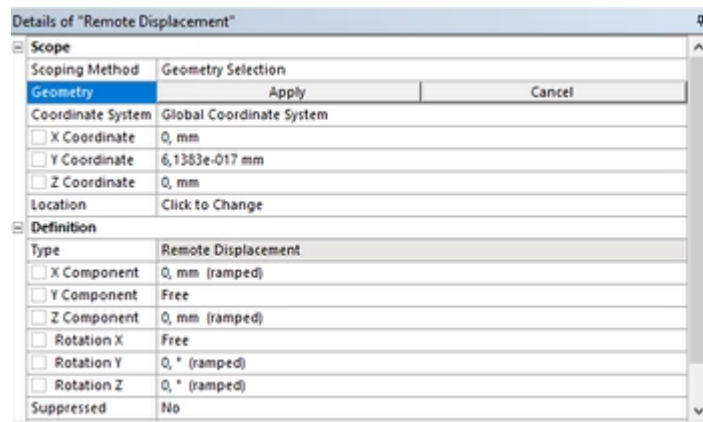 Details of "Remote Displacement"
Scope
Scoping Method Geometry Selection
Geometry Apply Cancel
Coordinate System Global Coordinate System
X Coordinate 0, mm
Y Coordinate 6,1383e-017 mm
Z Coordinate 0, mm
Location Click to Change
Definition
Type Remote Displacement
X Component 0, mm (ramped)
Y Component Free
Z Component 0, mm (ramped)
Rotation X Free
Rotation Y 0, ° (ramped)
Rotation Z 0, ° (ramped)
Suppressed No